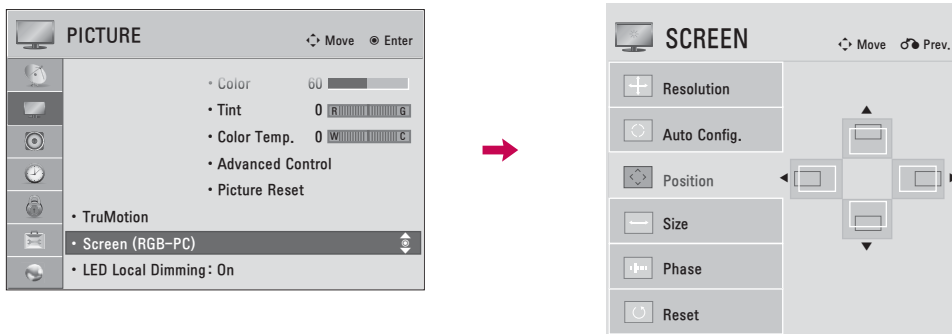 PICTURE
Move Enter
• Color 60
• Tint 0 R G
• Color Temp. 0 W C
• Advanced Control
• Picture Reset
• TruMotion
• Screen (RGB-PC)
• LED Local Dimming: On
SCREEN
Move Prev.
Resolution
Auto Config.
Position
Size
Phase
Reset